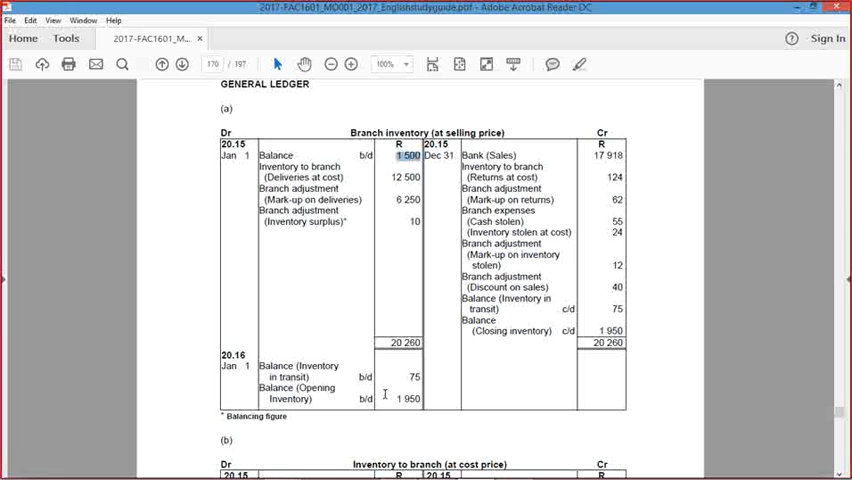 2017-FAC1601_MO001_2017_Englishstudyguide.pdf - Adobe Acrobat Reader DC
File Edit View Window Help
Home Tools 2017-FAC1601_M... × Sign In
170 / 197 100%
GENERAL LEDGER
(a)
Dr Branch inventory (at selling price) Cr
20.15 R 20.15 R
Jan 1 Balance b/d 1 500 Dec 31 Bank (Sales) 17 918
Inventory to branch Inventory to branch
(Deliveries at cost) 12 500 (Returns at cost) 124
Branch adjustment Branch adjustment
(Mark-up on deliveries) 6 250 (Mark-up on returns) 62
Branch adjustment Branch expenses
(Inventory surplus)* 10 (Cash stolen) 55
(Inventory stolen at cost) 24
Branch adjustment
(Mark-up on inventory
stolen) 12
Branch adjustment
(Discount on sales) 40
Balance (Inventory in
transit) c/d 75
Balance
(Closing inventory) c/d 1 950
20 260 20 260
20.16
Jan 1 Balance (Inventory
in transit) b/d 75
Balance (Opening
Inventory) b/d 1 950
* Balancing figure
(b)
Dr Inventory to branch (at cost price) Cr
20.15 R 20.15 R